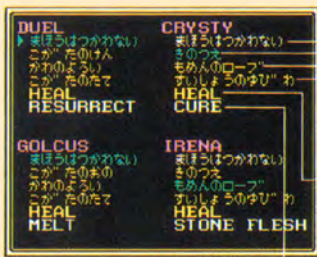 DUEL
まほうはつかわない
こがたのけん
かわのよろい
こがたのたて
HEAL
RESURRECT
CRYSTY
まほうはつかわない
きのつえ
もめんのローブ
すいしょうのゆびわ
HEAL
CURE
GOLCUS
まほうはつかわない
こがたのおの
かわのよろい
こがたのたて
HEAL
MELT
IRENA
まほうはつかわない
きのつえ
もめんのローブ
すいしょうのゆびわ
HEAL
STONE FLESH